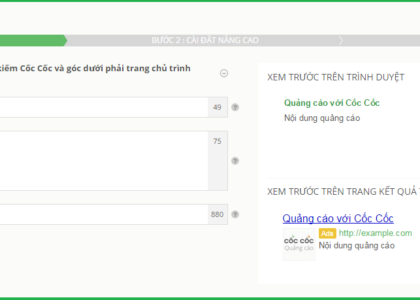 BƯỚC 2 : CÀI ĐẶT NÂNG CAO
kiếm Cốc Cốc và góc dưới phải trang chủ trình
49
75
880
XEM TRƯỚC TRÊN TRÌNH DUYỆT
Quảng cáo với Cốc Cốc
Nội dung quảng cáo
XEM TRƯỚC TRÊN TRANG KẾT QUẢ
Quảng cáo với Cốc Cốc
cốc cốc
Quảng cáo
Ads http://example.com
Nội dung quảng cáo